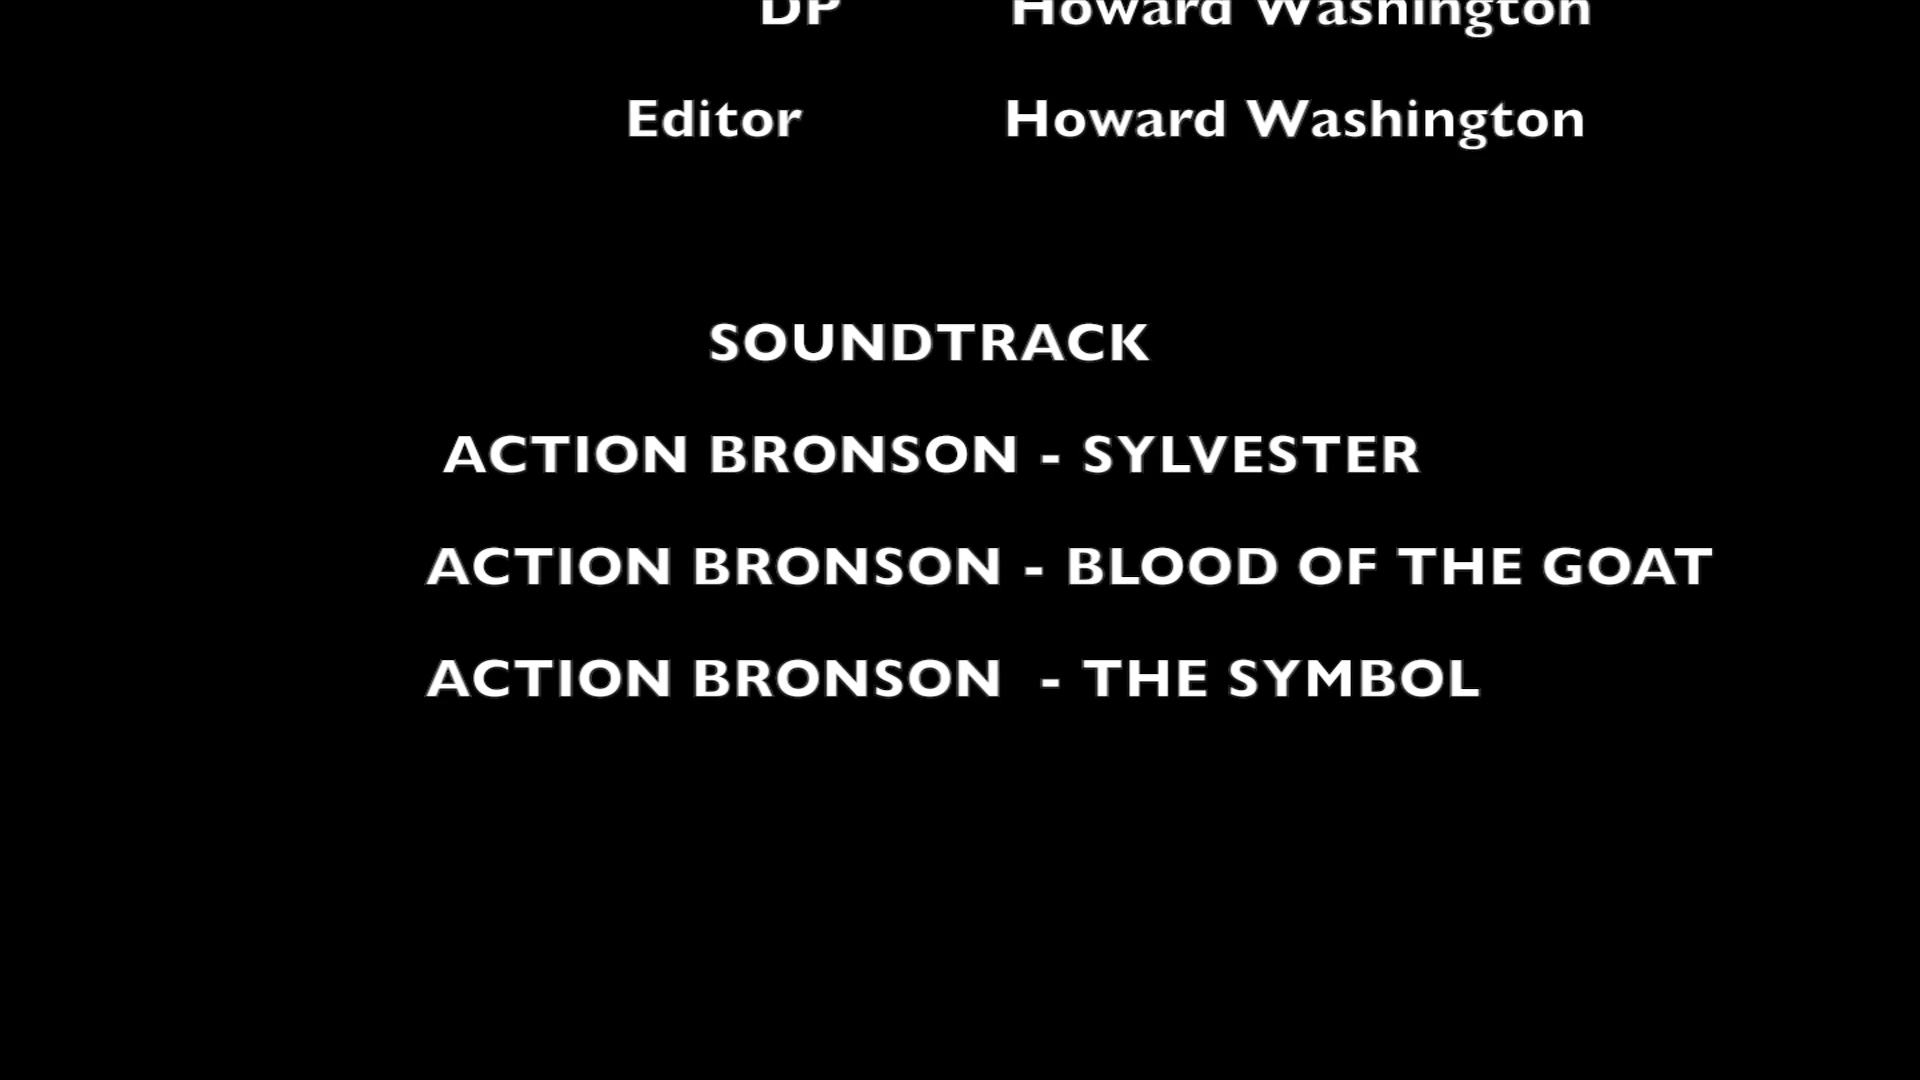 DP Howard Washington
Editor Howard Washington
SOUNDTRACK
ACTION BRONSON - SYLVESTER
ACTION BRONSON - BLOOD OF THE GOAT
ACTION BRONSON - THE SYMBOL